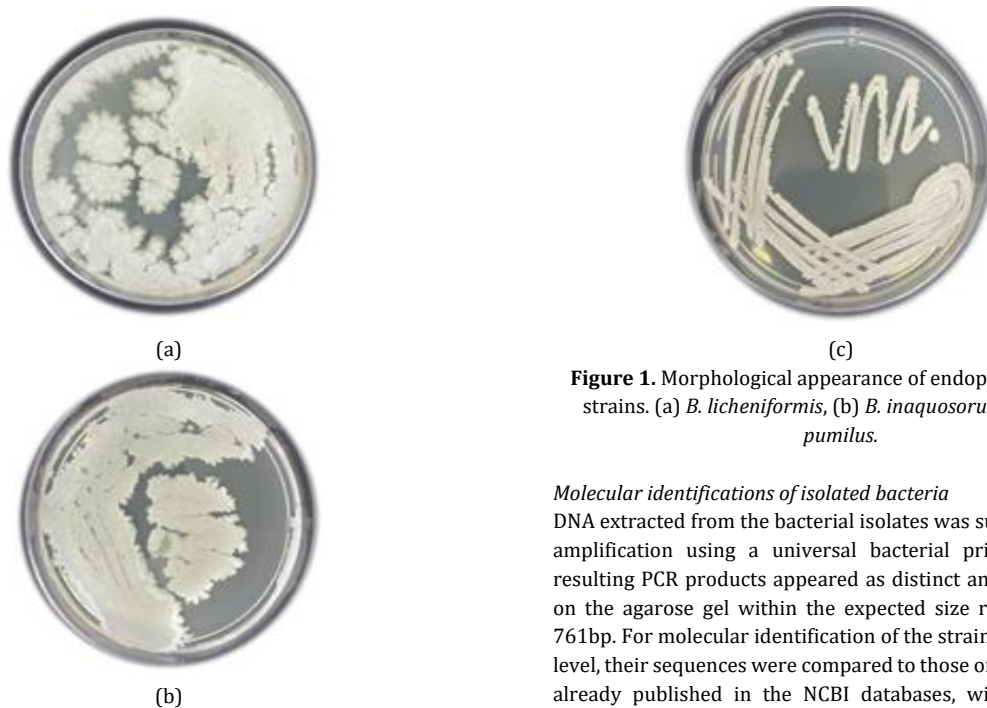 (a)
(b)
(c)
Figure 1. Morphological appearance of endop
strains. (a) B. licheniformis, (b) B. inaquosoru
pumilus.
Molecular identifications of isolated bacteria
DNA extracted from the bacterial isolates was su
amplification using a universal bacterial pri
resulting PCR products appeared as distinct an
on the agarose gel within the expected size r
761bp. For molecular identification of the strain
level, their sequences were compared to those o
already published in the NCBI databases, wi